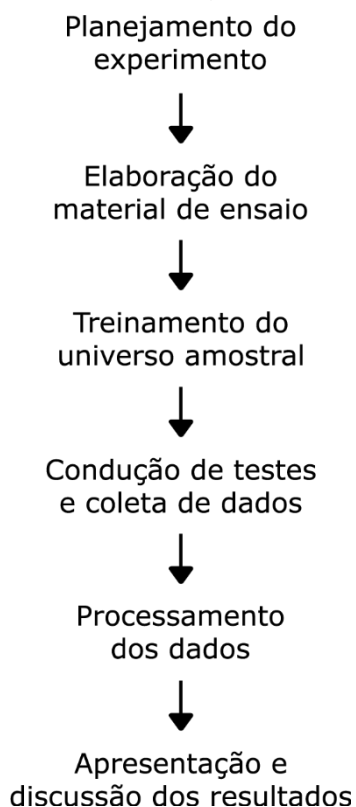 Planejamento do
experimento
Elaboração do
material de ensaio
Treinamento do
universo amostral
Condução de testes
e coleta de dados
Processamento
dos dados
Apresentação e
discussão dos resultados